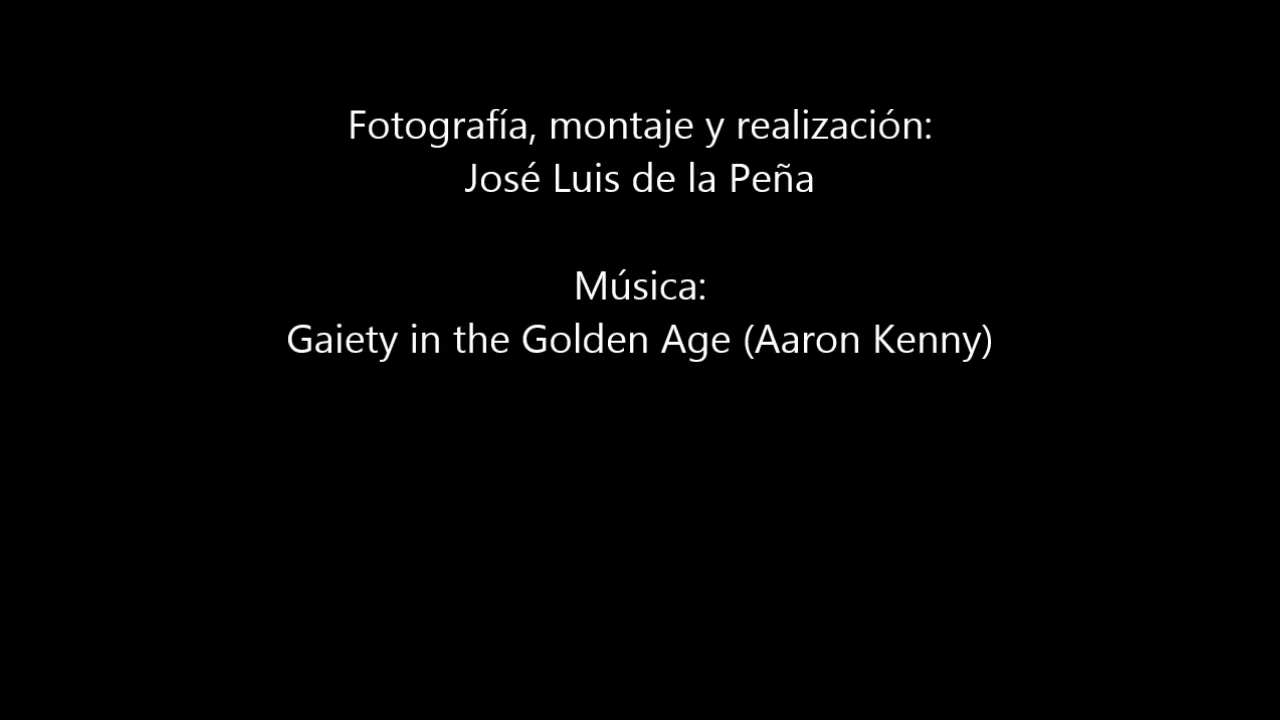 Fotografía, montaje y realización:
José Luis de la Peña
Música:
Gaiety in the Golden Age (Aaron Kenny)